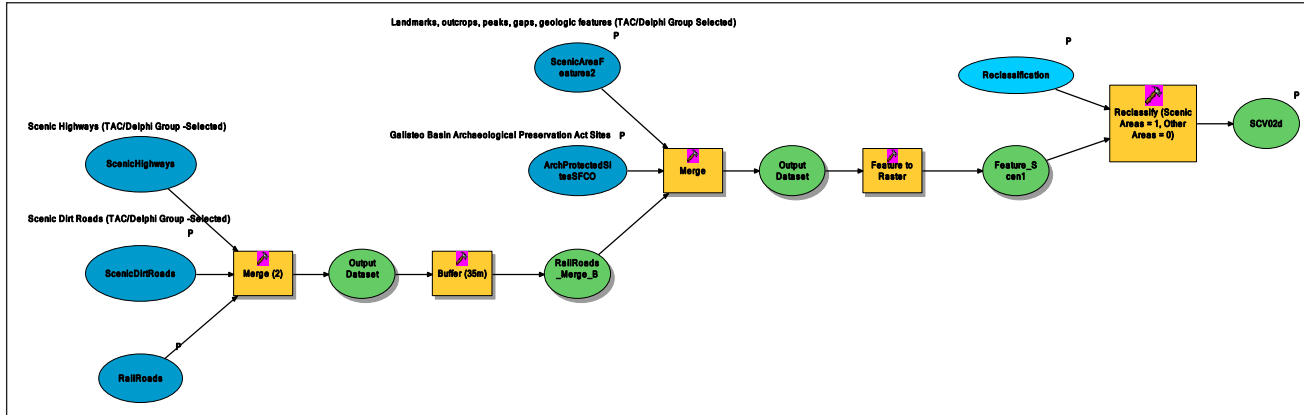 Landmarks, outcrops, peaks, gaps, geologic features (TAC/Delphi Group Selected)
P
ScenicAreaF
eatures2
P
Reclassification
P
Reclassify (Scenic
Areas = 1, Other
Areas = 0)
SCV02d
Scenic Highways (TAC/Delphi Group -Selected)
ScenicHighways
Galisteo Basin Archaeological Preservation Act Sites P
ArchProtectedSi
tesSFCO
Merge
Output
Dataset
Feature to
Raster
Feature_S
cen1
Scenic Dirt Roads (TAC/Delphi Group -Selected)
P
ScenicDirtRoads
Merge (2)
Output
Dataset
Buffer (35m)
RailRoads
_Merge_B
P
RailRoads